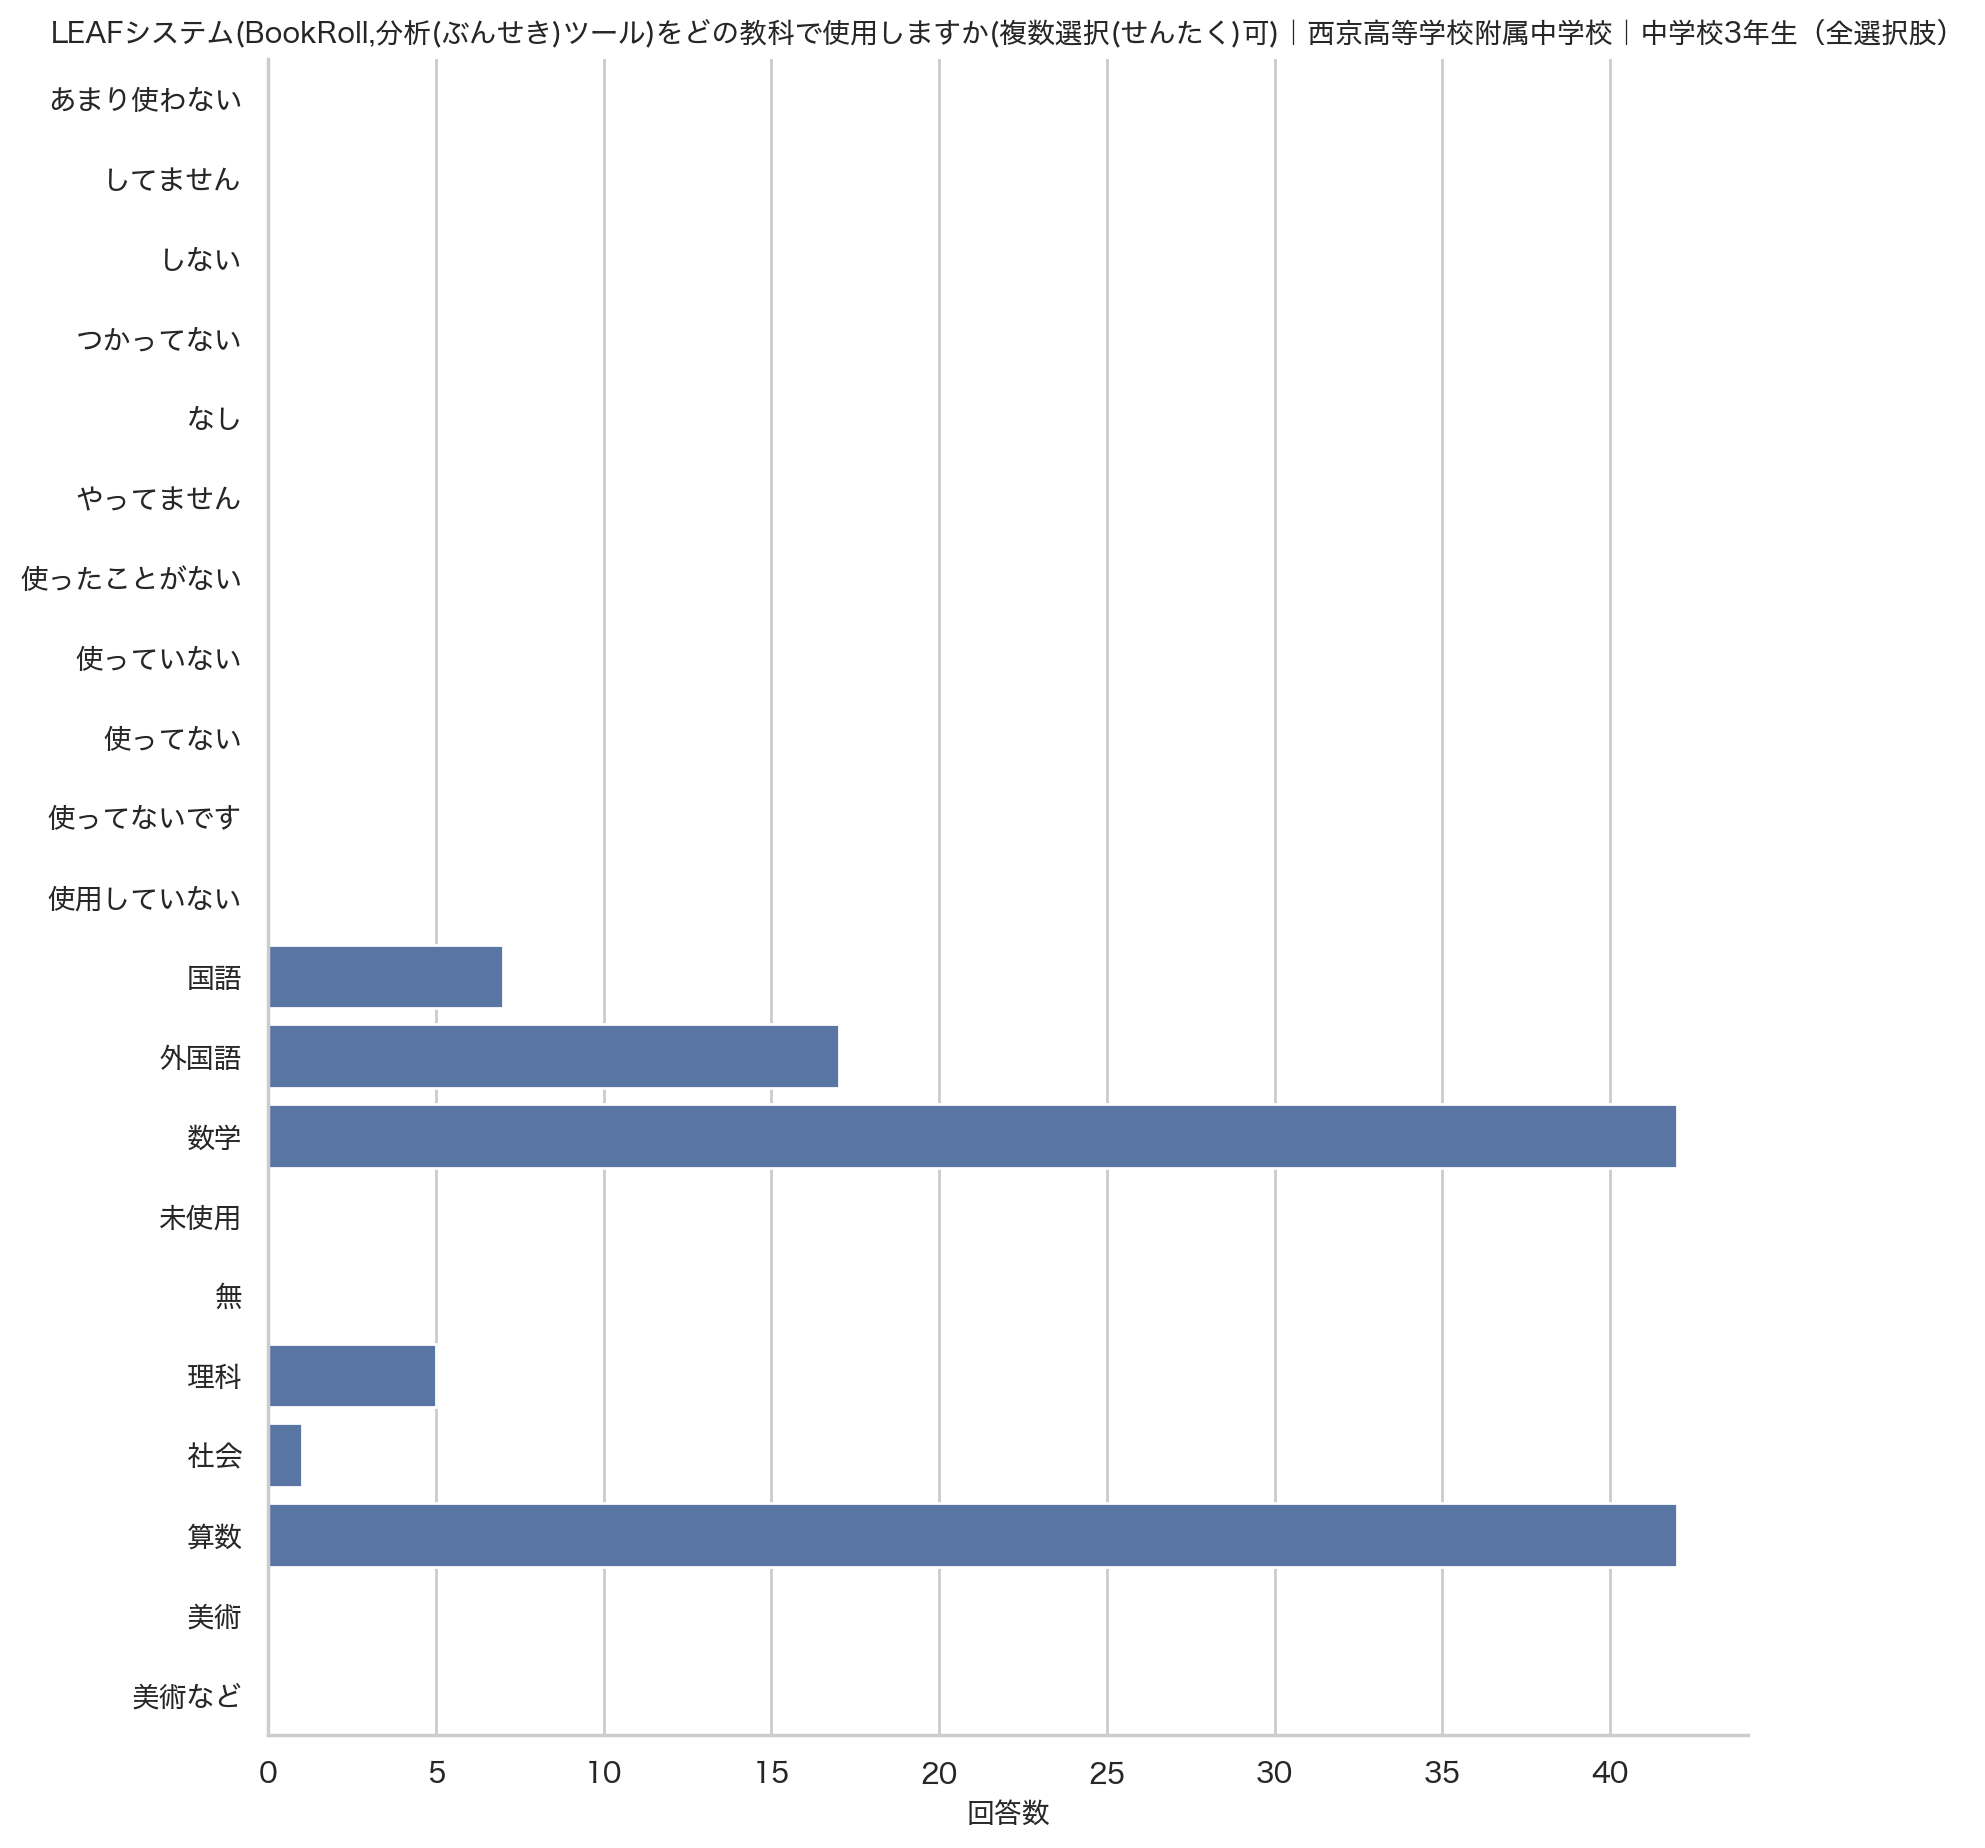 LEAFシステム(BookRoll,分析(ぶんせき)ツール)をどの教科で使用しますか(複数選択(せんたく)可)｜西京高等学校附属中学校｜中学校3年生（全選択肢）
あまり使わない
してません
しない
つかってない
なし
やってません
使ったことがない
使っていない
使ってない
使ってないです
使用していない
国語
外国語
数学
未使用
無
理科
社会
算数
美術
美術など
0 5 10 15 20 25 30 35 40
回答数